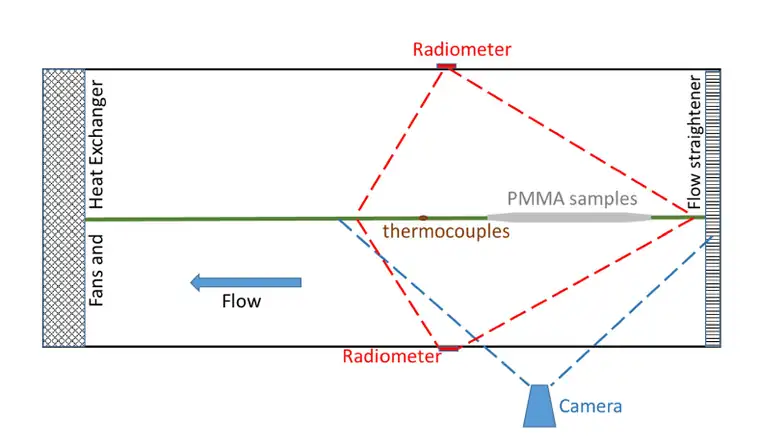 Radiometer
Fans and Heat Exchanger
Flow straightener
PMMA samples
thermocouples
Flow
Radiometer
Camera